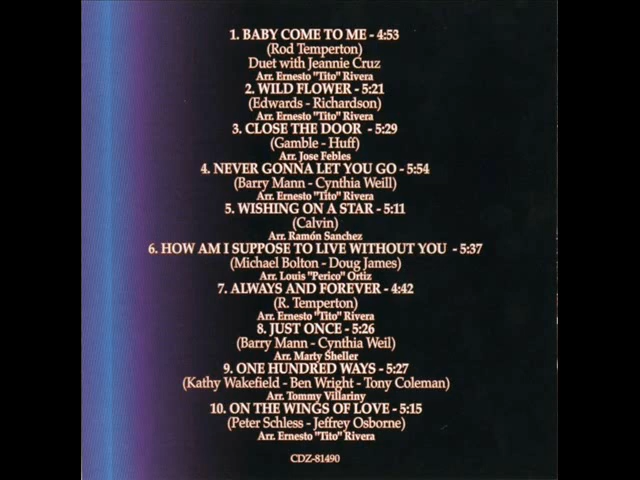 1. BABY COME TO ME - 4:53
(Rod Temperton)
Duet with Jeannie Cruz
Arr. Ernesto "Tito" Rivera
2. WILD FLOWER - 5:21
(Edwards - Richardson)
Arr. Ernesto "Tito" Rivera
3. CLOSE THE DOOR - 5:29
(Gamble - Huff)
Arr. Jose Febles
4. NEVER GONNA LET YOU GO - 5:54
(Barry Mann - Cynthia Weill)
Arr. Ernesto "Tito" Rivera
5. WISHING ON A STAR - 5:11
(Calvin)
Arr. Ramón Sanchez
6. HOW AM I SUPPOSE TO LIVE WITHOUT YOU - 5:37
(Michael Bolton - Doug James)
Arr. Louis "Perico" Ortiz
7. ALWAYS AND FOREVER - 4:42
(R. Temperton)
Arr. Ernesto "Tito" Rivera
8. JUST ONCE - 5:26
(Barry Mann - Cynthia Weil)
Arr. Marty Sheller
9. ONE HUNDRED WAYS - 5:27
(Kathy Wakefield - Ben Wright - Tony Coleman)
Arr. Tommy Villariny
10. ON THE WINGS OF LOVE - 5:15
(Peter Schless - Jeffrey Osborne)
Arr. Ernesto "Tito" Rivera
CDZ-81490